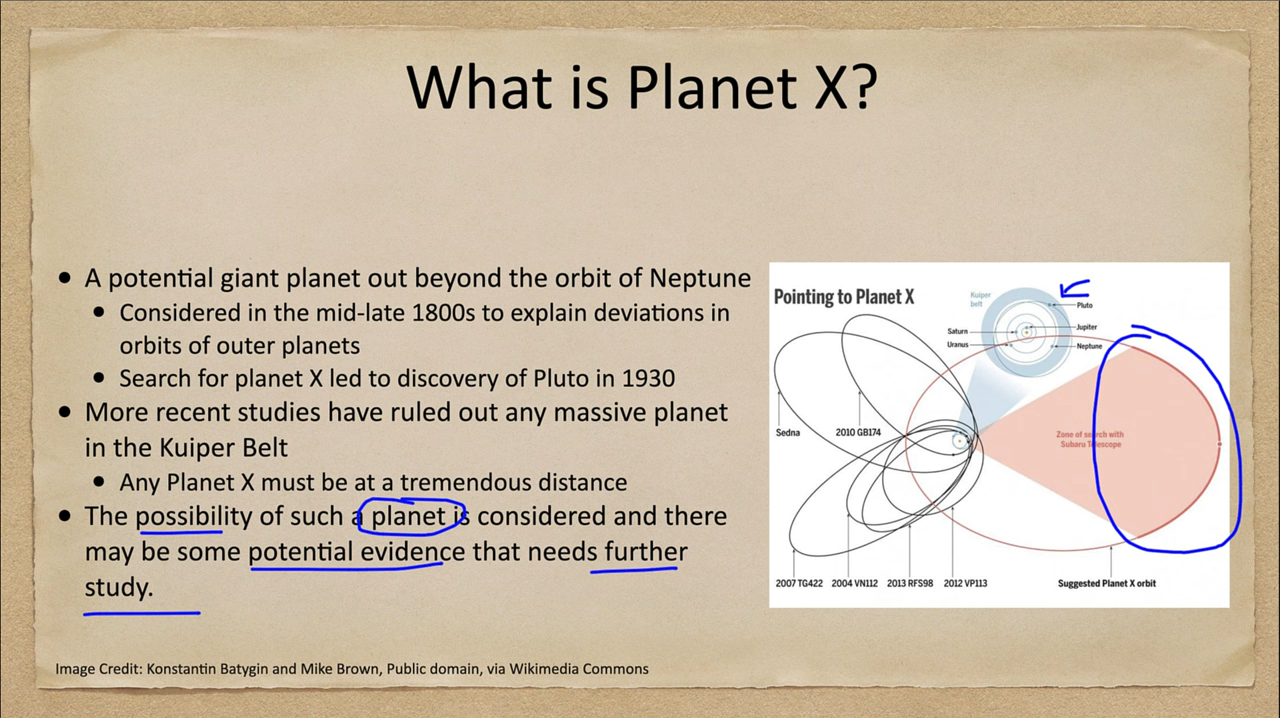 What is Planet X?
• A potential giant planet out beyond the orbit of Neptune
• Considered in the mid-late 1800s to explain deviations in
orbits of outer planets
• Search for planet X led to discovery of Pluto in 1930
• More recent studies have ruled out any massive planet
in the Kuiper Belt
• Any Planet X must be at a tremendous distance
• The possibility of such a planet is considered and there
may be some potential evidence that needs further
study.
Pointing to Planet X
Kuiper
belt
Pluto
Saturn
Jupiter
Uranus
Neptune
Sedna
2010 GB174
Zone of search with
Subaru Telescope
2007 TG422
2004 VN112
2013 RFS98
2012 VP113
Suggested Planet X orbit
Image Credit: Konstantin Batygin and Mike Brown, Public domain, via Wikimedia Commons